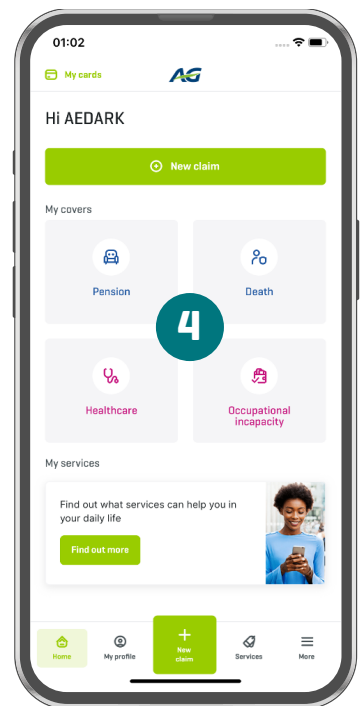 01:02
My cards
AG
Hi AEDARK
New claim
My covers
Pension
Death
4
Healthcare
Occupational
incapacity
My services
Find out what services can help you in
your daily life
Find out more
Home
My profile
New
claim
Services
More